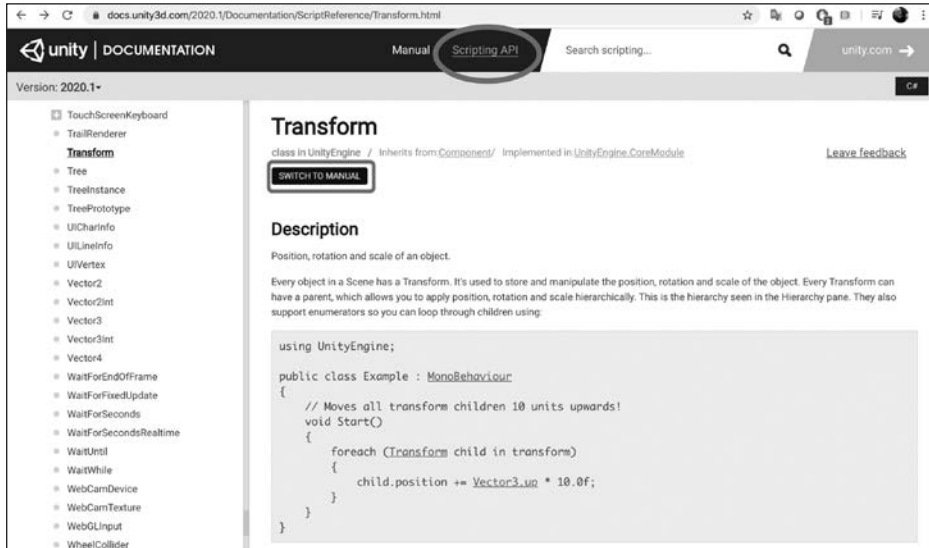 docs.unity3d.com/2020.1/Documentation/ScriptReference/Transform.html
unity | DOCUMENTATION
Manual
Scripting API
Search scripting...
unity.com
Version: 2020.1
C#
TouchScreenKeyboard
TrailRenderer
Transform
Tree
TreeInstance
TreePrototype
UICharInfo
UILineInfo
UIVertex
Vector2
Vector2Int
Vector3
Vector3Int
Vector4
WaitForEndOfFrame
WaitForFixedUpdate
WaitForSeconds
WaitForSecondsRealtime
WaitUntil
WaitWhile
WebCamDevice
WebCamTexture
WebGLInput
WheelCollider
Transform
class in UnityEngine / Inherits from:Component/ Implemented in:UnityEngine.CoreModule
Leave feedback
SWITCH TO MANUAL
Description
Position, rotation and scale of an object.
Every object in a Scene has a Transform. It's used to store and manipulate the position, rotation and scale of the object. Every Transform can
have a parent, which allows you to apply position, rotation and scale hierarchically. This is the hierarchy seen in the Hierarchy pane. They also
support enumerators so you can loop through children using:
using UnityEngine;
public class Example : MonoBehaviour
{
// Moves all transform children 10 units upwards!
void Start()
{
foreach (Transform child in transform)
{
child.position += Vector3.up * 10.0f;
}
}
}